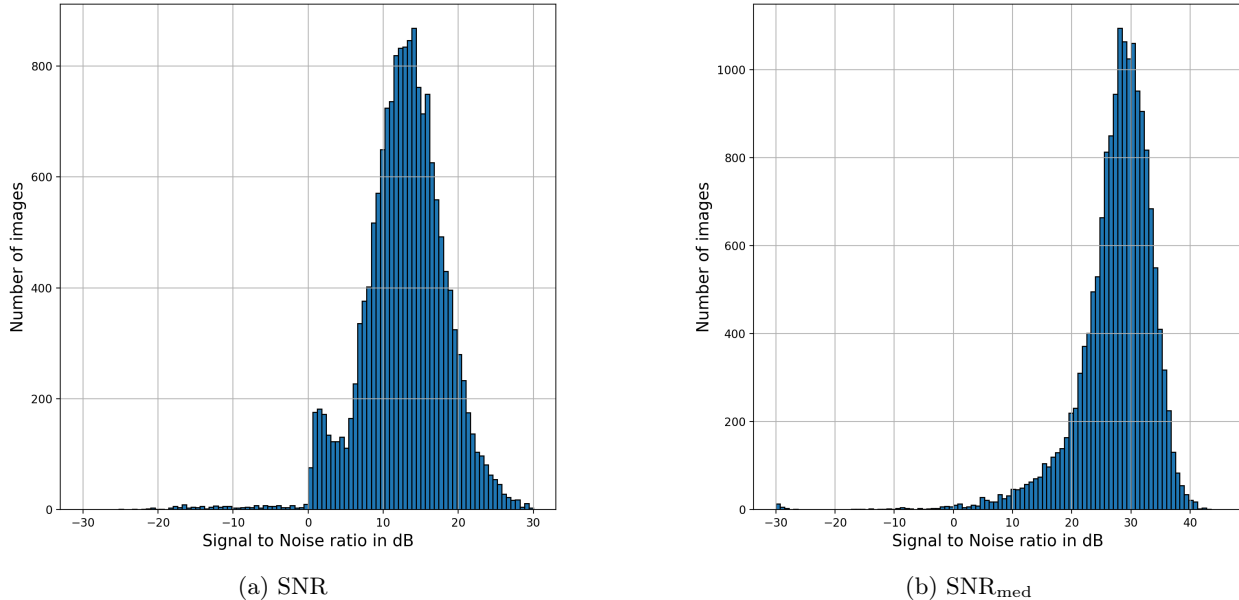 800
600
400
200
0
−30 −20 −10 0 10 20 30
Number of images
Signal to Noise ratio in dB
(a) SNR
1000
800
600
400
200
0
−30 −20 −10 0 10 20 30 40
Number of images
Signal to Noise ratio in dB
(b) SNRmed